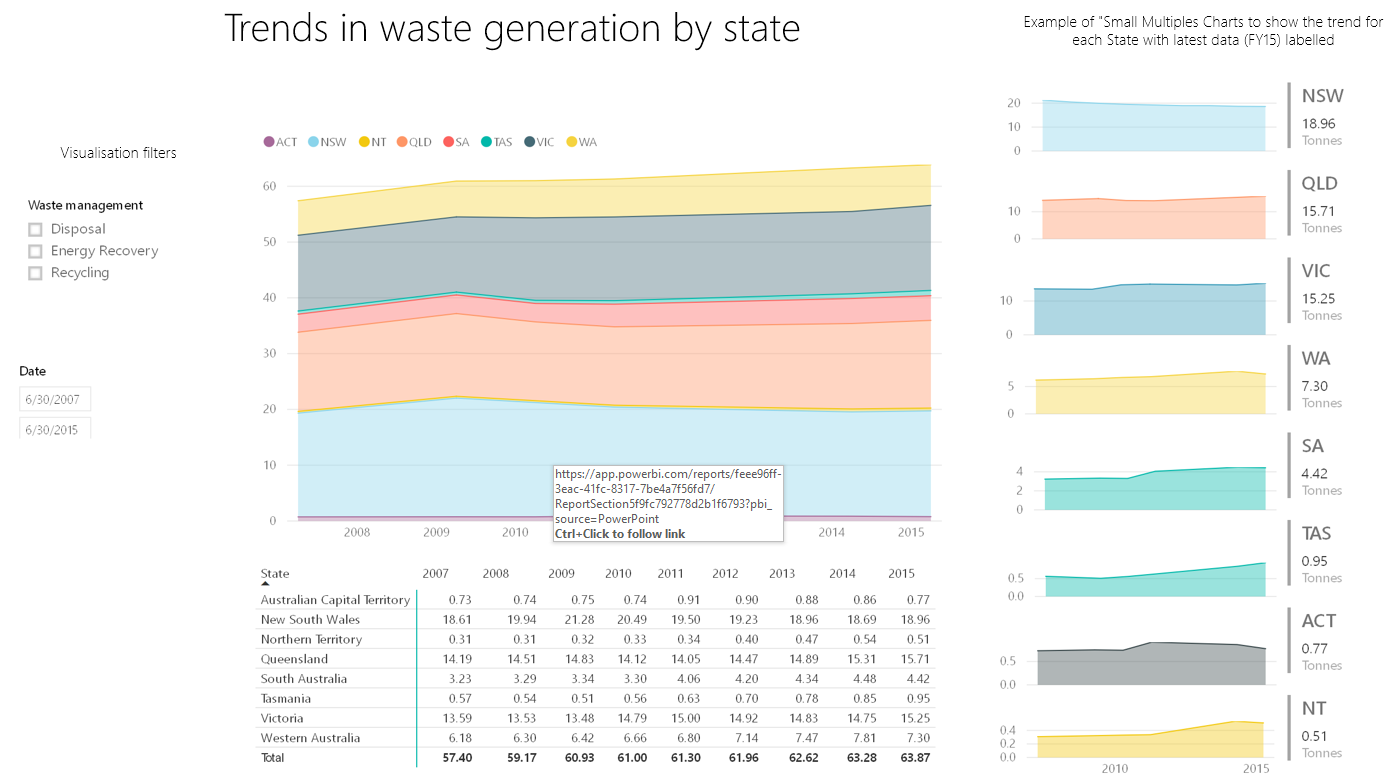 Trends in waste generation by state
Example of "Small Multiples Charts to show the trend for
each State with latest data (FY15) labelled
Visualisation filters
Waste management
Disposal
Energy Recovery
Recycling
Date
6/30/2007
6/30/2015
ACT NSW NT QLD SA TAS VIC WA
60
50
40
30
20
10
0
2008 2009 2010 2014 2015
https://app.powerbi.com/reports/feee96ff-
3eac-41fc-8317-7be4a7f56fd7/
ReportSection5f9fc792778d2b1f6793?pbi_
source=PowerPoint
Ctrl+Click to follow link
State 2007 2008 2009 2010 2011 2012 2013 2014 2015
Australian Capital Territory 0.73 0.74 0.75 0.74 0.91 0.90 0.88 0.86 0.77
New South Wales 18.61 19.94 21.28 20.49 19.50 19.23 18.96 18.69 18.96
Northern Territory 0.31 0.31 0.32 0.33 0.34 0.40 0.47 0.54 0.51
Queensland 14.19 14.51 14.83 14.12 14.05 14.47 14.89 15.31 15.71
South Australia 3.23 3.29 3.34 3.30 4.06 4.20 4.34 4.48 4.42
Tasmania 0.57 0.54 0.51 0.56 0.63 0.70 0.78 0.85 0.95
Victoria 13.59 13.53 13.48 14.79 15.00 14.92 14.83 14.75 15.25
Western Australia 6.18 6.30 6.42 6.66 6.80 7.14 7.47 7.81 7.30
Total 57.40 59.17 60.93 61.00 61.30 61.96 62.62 63.28 63.87
20
10
0
NSW
18.96
Tonnes
10
0
QLD
15.71
Tonnes
10
0
VIC
15.25
Tonnes
5
0
WA
7.30
Tonnes
4
2
0
SA
4.42
Tonnes
0.5
0.0
TAS
0.95
Tonnes
0.5
0.0
ACT
0.77
Tonnes
0.4
0.2
0.0
NT
0.51
Tonnes
2010 2015